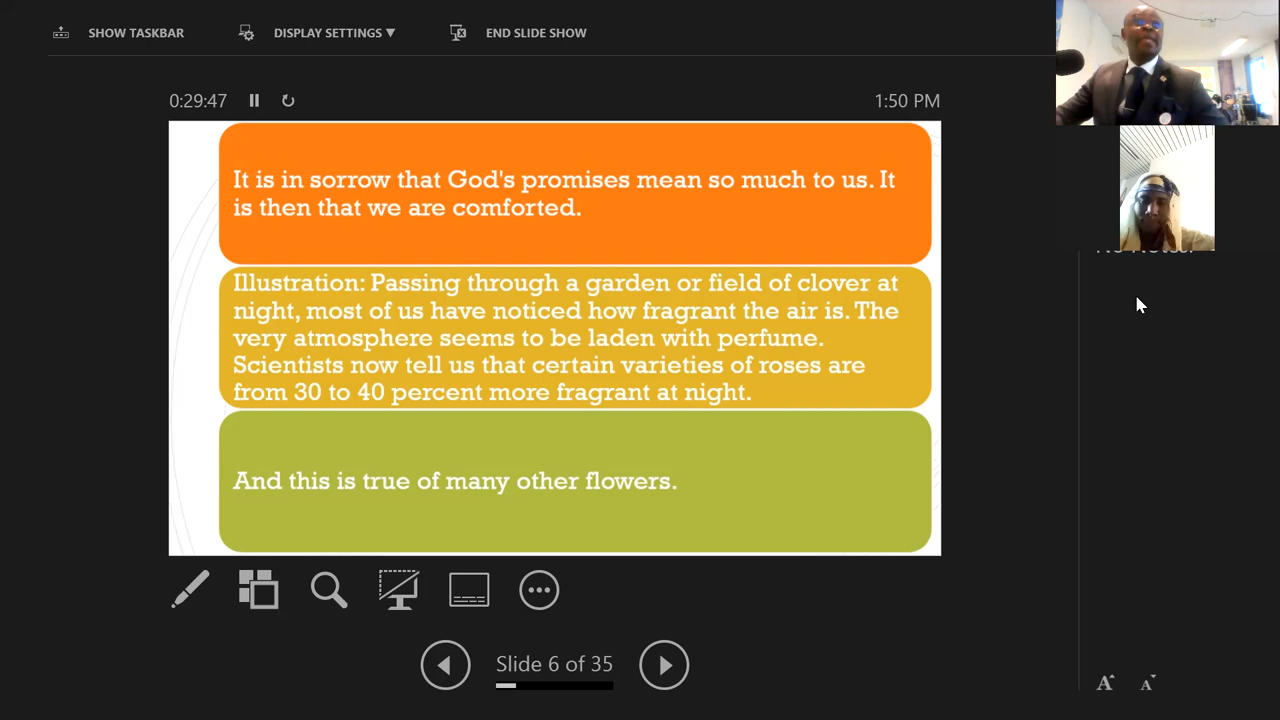 SHOW TASKBAR
DISPLAY SETTINGS ▼
END SLIDE SHOW
0:29:47
1:50 PM
It is in sorrow that God's promises mean so much to us. It
is then that we are comforted.
Illustration: Passing through a garden or field of clover at
night, most of us have noticed how fragrant the air is. The
very atmosphere seems to be laden with perfume.
Scientists now tell us that certain varieties of roses are
from 30 to 40 percent more fragrant at night.
And this is true of many other flowers.
No Notes.
Slide 6 of 35
A A